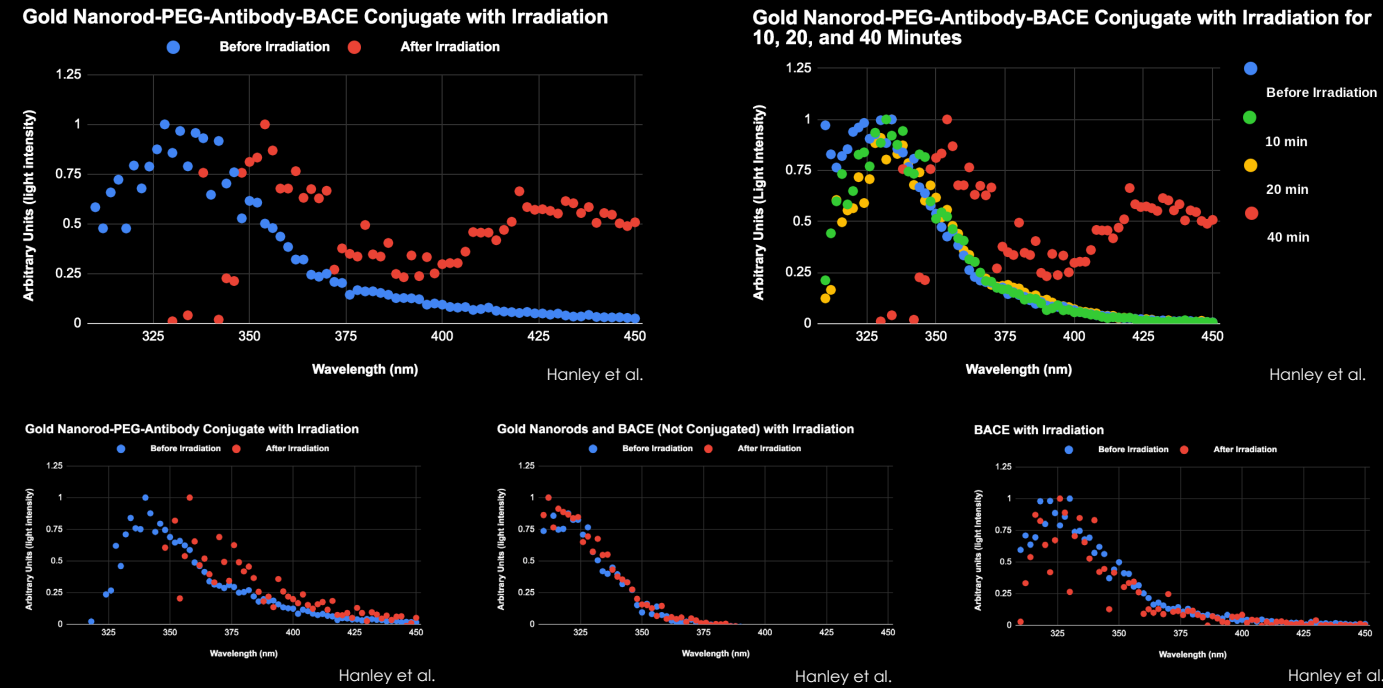 Gold Nanorod-PEG-Antibody-BACE Conjugate with Irradiation
Before Irradiation
After Irradiation
Arbitrary Units (light intensity)
1.25
1
0.75
0.5
0.25
0
325
350
375
400
425
450
Wavelength (nm)
Hanley et al.
Gold Nanorod-PEG-Antibody-BACE Conjugate with Irradiation for
10, 20, and 40 Minutes
Before Irradiation
10 min
20 min
40 min
Arbitrary Units (Light Intensity)
1.25
1
0.75
0.5
0.25
0
325
350
375
400
425
450
Wavelength (nm)
Hanley et al.
Gold Nanorod-PEG-Antibody Conjugate with Irradiation
Before Irradiation
After Irradiation
Arbitrary Units (light intensity)
1.25
1
0.75
0.5
0.25
0
325
350
375
400
425
450
Wavelength (nm)
Hanley et al.
Gold Nanorods and BACE (Not Conjugated) with Irradiation
Before Irradiation
After Irradiation
Arbitrary Units (light intensity)
1.25
1
0.75
0.5
0.25
0
325
350
375
400
425
450
Wavelength (nm)
Hanley et al.
BACE with Irradiation
Before Irradiation
After Irradiation
Arbitrary units (light intensity)
1.25
1
0.75
0.5
0.25
0
325
350
375
400
425
450
Wavelength (nm)
Hanley et al.